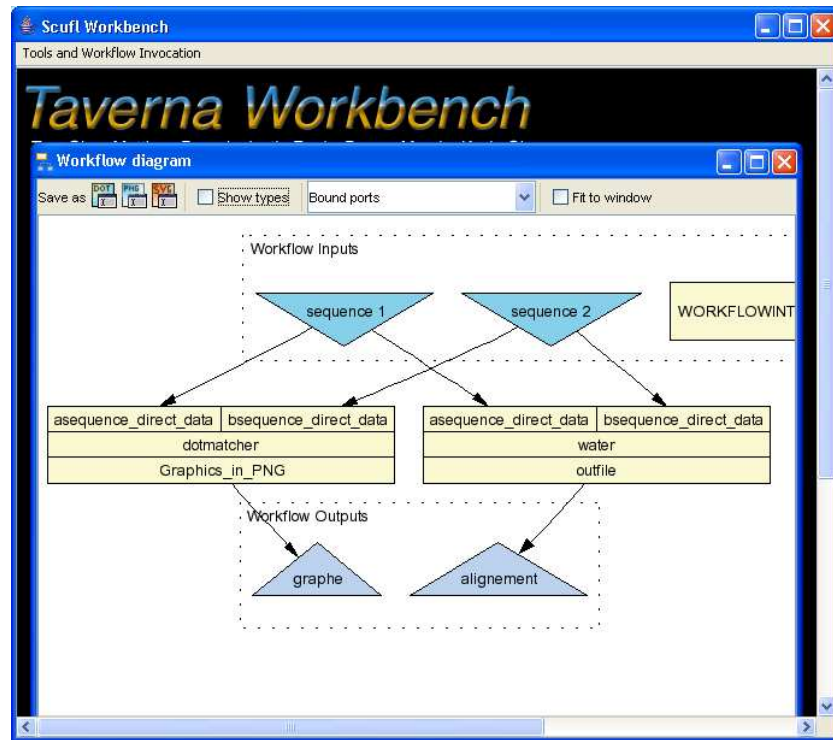 Scufl Workbench
Tools and Workflow Invocation
Taverna Workbench
Workflow diagram
Save as DOT PNG SVG Show types Bound ports Fit to window
Workflow Inputs
sequence 1 sequence 2 WORKFLOWINT
asequence_direct_data bsequence_direct_data asequence_direct_data bsequence_direct_data
dotmatcher water
Graphics_in_PNG outfile
Workflow Outputs
graphe alignement